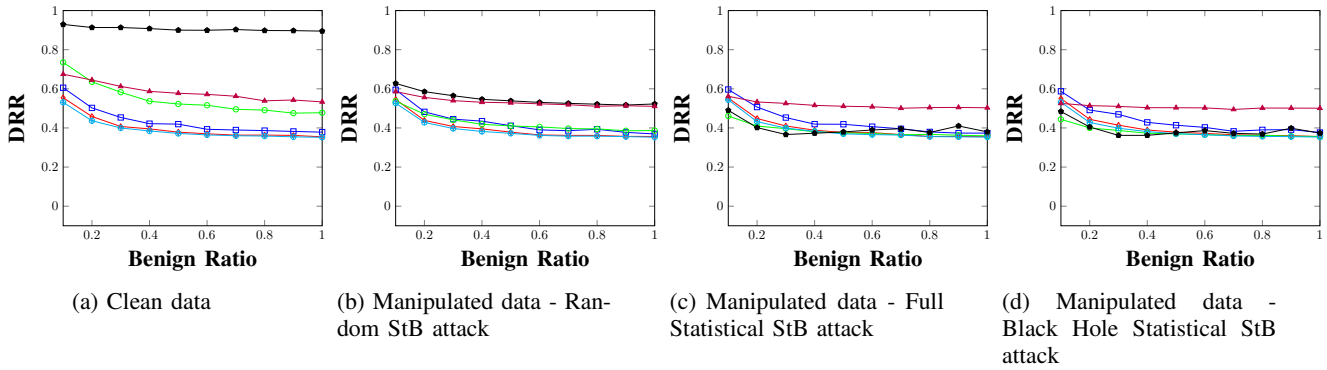 1
0.8
0.6
0.4
0.2
0
DRR
0.2 0.4 0.6 0.8 1
Benign Ratio
(a) Clean data
1
0.8
0.6
0.4
0.2
0
DRR
0.2 0.4 0.6 0.8 1
Benign Ratio
(b) Manipulated data - Ran-
dom StB attack
1
0.8
0.6
0.4
0.2
0
DRR
0.2 0.4 0.6 0.8 1
Benign Ratio
(c) Manipulated data - Full
Statistical StB attack
1
0.8
0.6
0.4
0.2
0
DRR
0.2 0.4 0.6 0.8 1
Benign Ratio
(d) Manipulated data -
Black Hole Statistical StB
attack